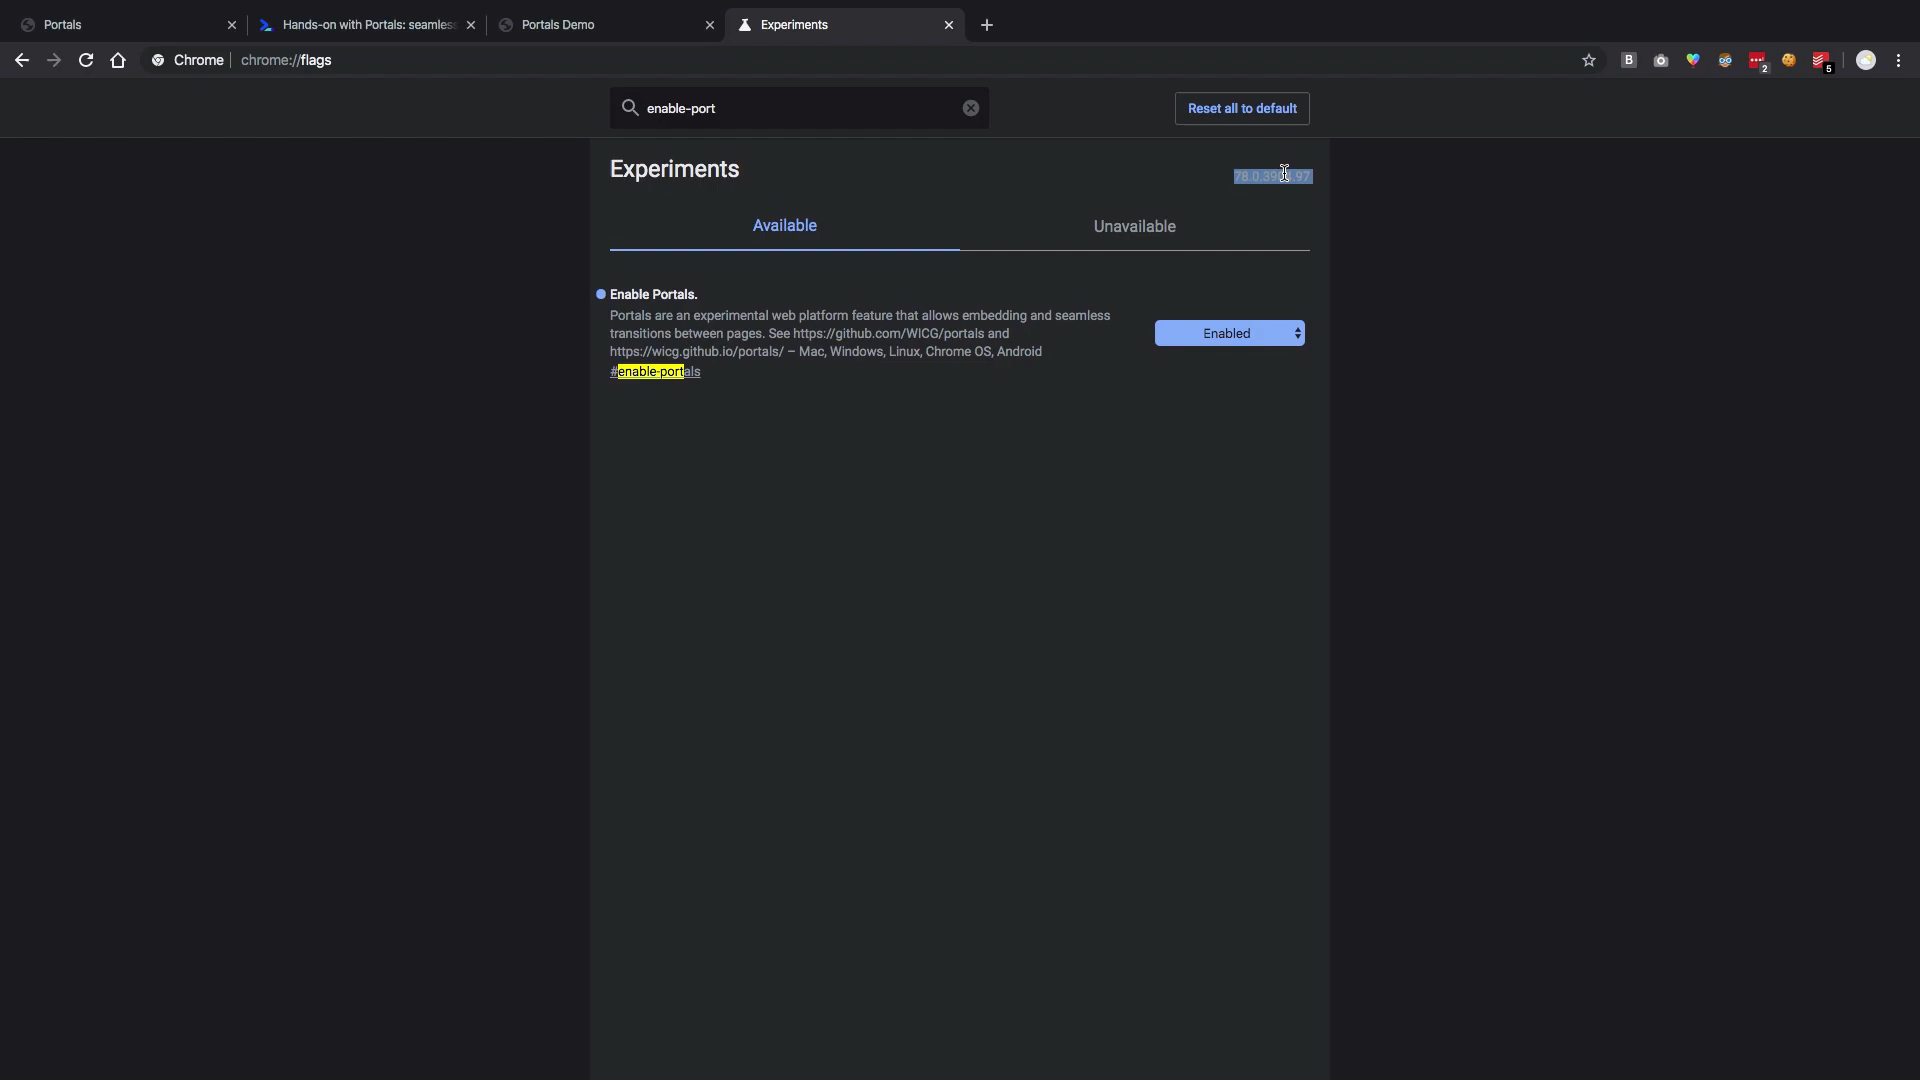 Portals
Hands-on with Portals: seamless
Portals Demo
Experiments
Chrome
chrome://flags
B
2
5
enable-port
Reset all to default
Experiments
Available
Unavailable
Enable Portals.
Portals are an experimental web platform feature that allows embedding and seamless
transitions between pages. See https://github.com/WICG/portals and
https://wicg.github.io/portals/ – Mac, Windows, Linux, Chrome OS, Android
#enable-portals
Enabled